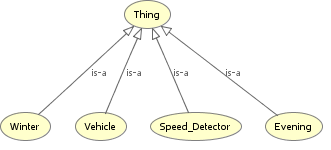 Thing
is-a is-a is-a is-a
Winter Vehicle Speed_Detector Evening